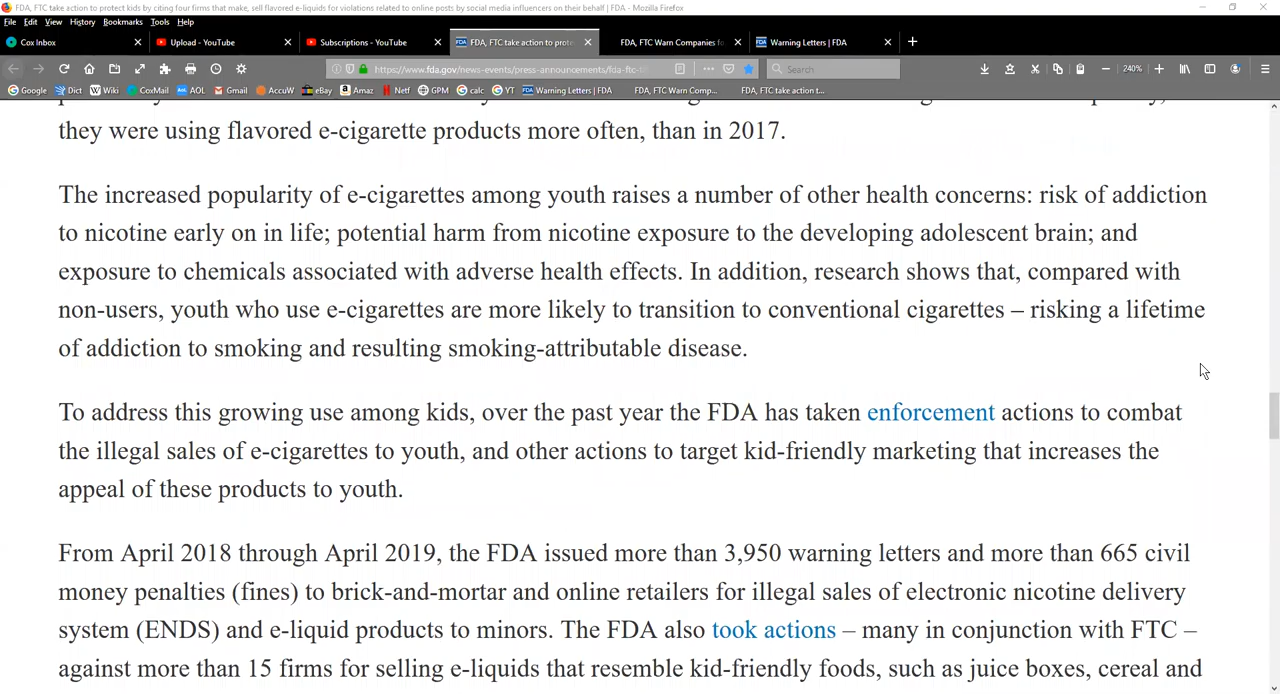 FDA, FTC take action to protect kids by citing four firms that make, sell flavored e-liquids for violations related to online posts by social media influencers on their behalf | FDA - Mozilla Firefox
File Edit View History Bookmarks Tools Help
Cox Inbox Upload - YouTube Subscriptions - YouTube FDA, FTC take action to prote FDA, FTC Warn Companies fo Warning Letters | FDA
https://www.fda.gov/news-events/press-announcements/fda-ftc-t Search 240%
Google Dict Wiki CoxMail AOL Gmail AccuW eBay Amaz Netf GPM calc YT Warning Letters | FDA FDA, FTC Warn Comp... FDA, FTC take action t...
they were using flavored e-cigarette products more often, than in 2017.
The increased popularity of e-cigarettes among youth raises a number of other health concerns: risk of addiction
to nicotine early on in life; potential harm from nicotine exposure to the developing adolescent brain; and
exposure to chemicals associated with adverse health effects. In addition, research shows that, compared with
non-users, youth who use e-cigarettes are more likely to transition to conventional cigarettes – risking a lifetime
of addiction to smoking and resulting smoking-attributable disease.
To address this growing use among kids, over the past year the FDA has taken enforcement actions to combat
the illegal sales of e-cigarettes to youth, and other actions to target kid-friendly marketing that increases the
appeal of these products to youth.
From April 2018 through April 2019, the FDA issued more than 3,950 warning letters and more than 665 civil
money penalties (fines) to brick-and-mortar and online retailers for illegal sales of electronic nicotine delivery
system (ENDS) and e-liquid products to minors. The FDA also took actions – many in conjunction with FTC –
against more than 15 firms for selling e-liquids that resemble kid-friendly foods, such as juice boxes, cereal and